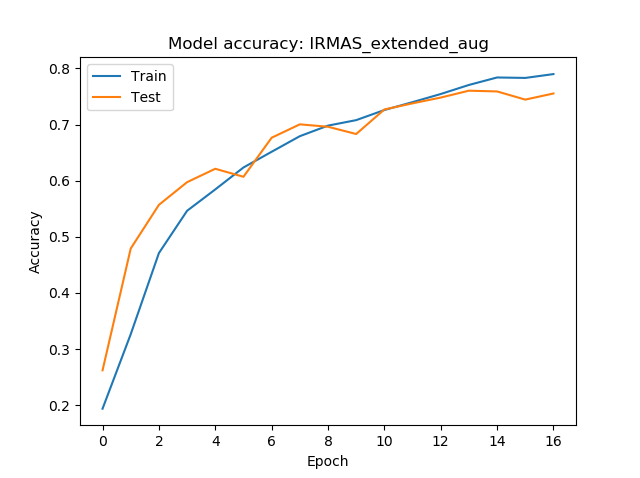 Model accuracy: IRMAS_extended_aug
Train
Test
0.8
0.7
0.6
0.5
0.4
0.3
0.2
Accuracy
0 2 4 6 8 10 12 14 16
Epoch